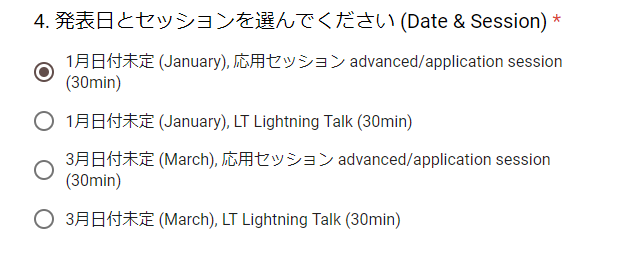 4. 発表日とセッションを選んでください (Date & Session) *
1月日付未定 (January), 応用セッション advanced/application session
(30min)
1月日付未定 (January), LT Lightning Talk (30min)
3月日付未定 (March), 応用セッション advanced/application session
(30min)
3月日付未定 (March), LT Lightning Talk (30min)